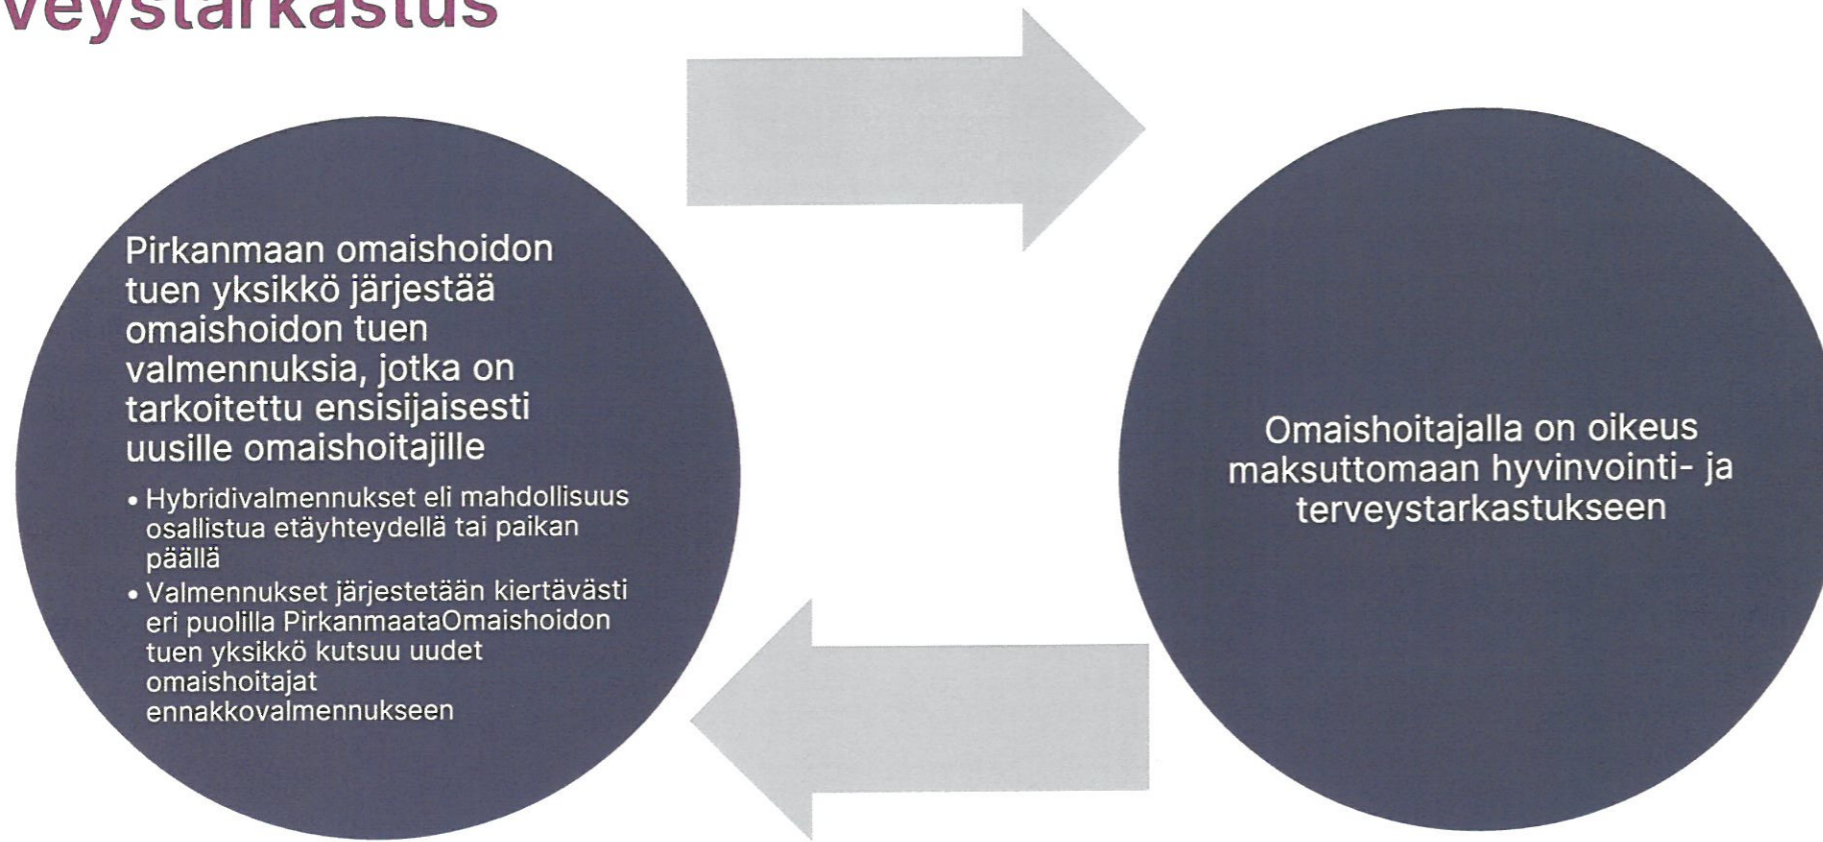 veystarkastus
Pirkanmaan omaishoidon
tuen yksikkö järjestää
omaishoidon tuen
valmennuksia, jotka on
tarkoitettu ensisijaisesti
uusille omaishoitajille
• Hybridivalmennukset eli mahdollisuus
osallistua etäyhteydellä tai paikan
päällä
• Valmennukset järjestetään kiertävästi
eri puolilla PirkanmaataOmaishoidon
tuen yksikkö kutsuu uudet
omaishoitajat
ennakkovalmennukseen
Omaishoitajalla on oikeus
maksuttomaan hyvinvointi- ja
terveystarkastukseen